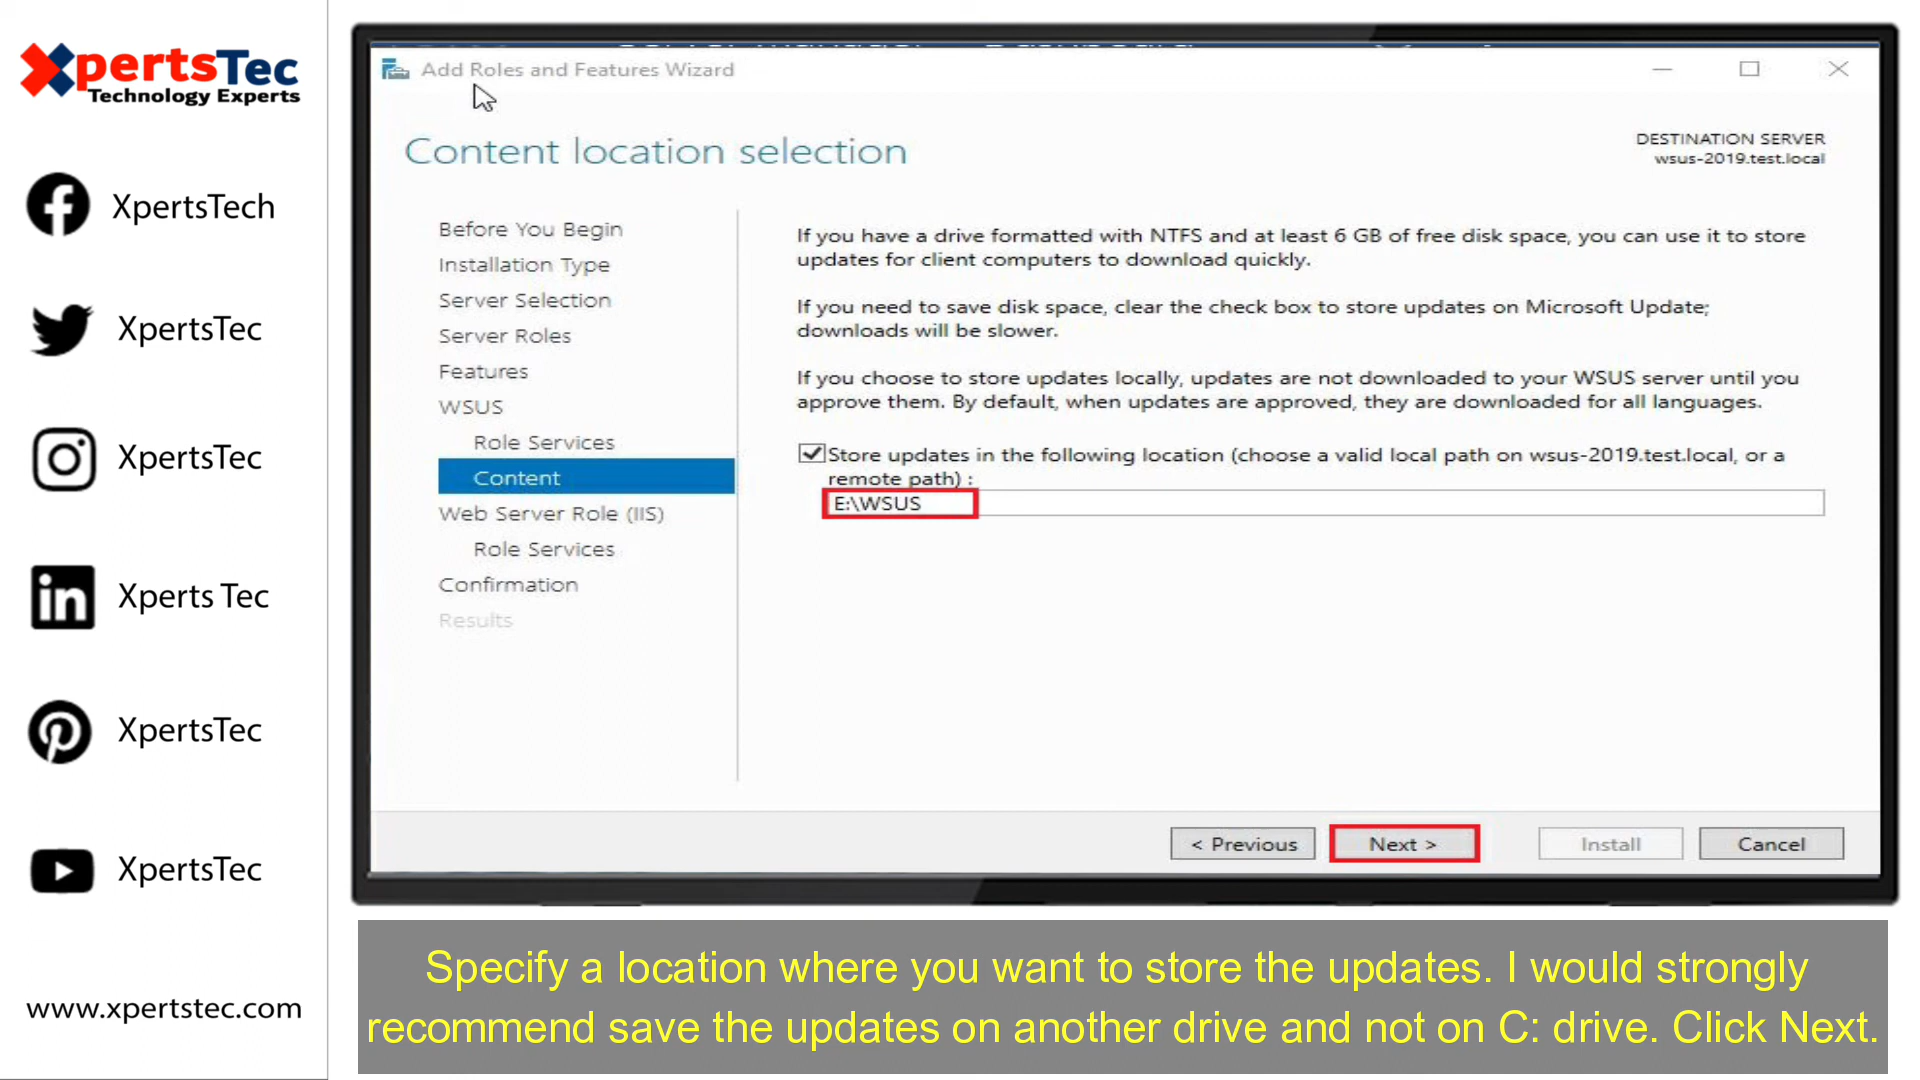 XpertsTec
Technology Experts
XpertsTech
XpertsTec
XpertsTec
Xperts Tec
XpertsTec
XpertsTec
www.xpertstec.com
Add Roles and Features Wizard
Content location selection
DESTINATION SERVER
wsus-2019.test.local
Before You Begin
Installation Type
Server Selection
Server Roles
Features
WSUS
Role Services
Content
Web Server Role (IIS)
Role Services
Confirmation
Results
If you have a drive formatted with NTFS and at least 6 GB of free disk space, you can use it to store
updates for client computers to download quickly.
If you need to save disk space, clear the check box to store updates on Microsoft Update;
downloads will be slower.
If you choose to store updates locally, updates are not downloaded to your WSUS server until you
approve them. By default, when updates are approved, they are downloaded for all languages.
Store updates in the following location (choose a valid local path on wsus-2019.test.local, or a
remote path) :
E:\WSUS
< Previous
Next >
Install
Cancel
Specify a location where you want to store the updates. I would strongly
recommend save the updates on another drive and not on C: drive. Click Next.